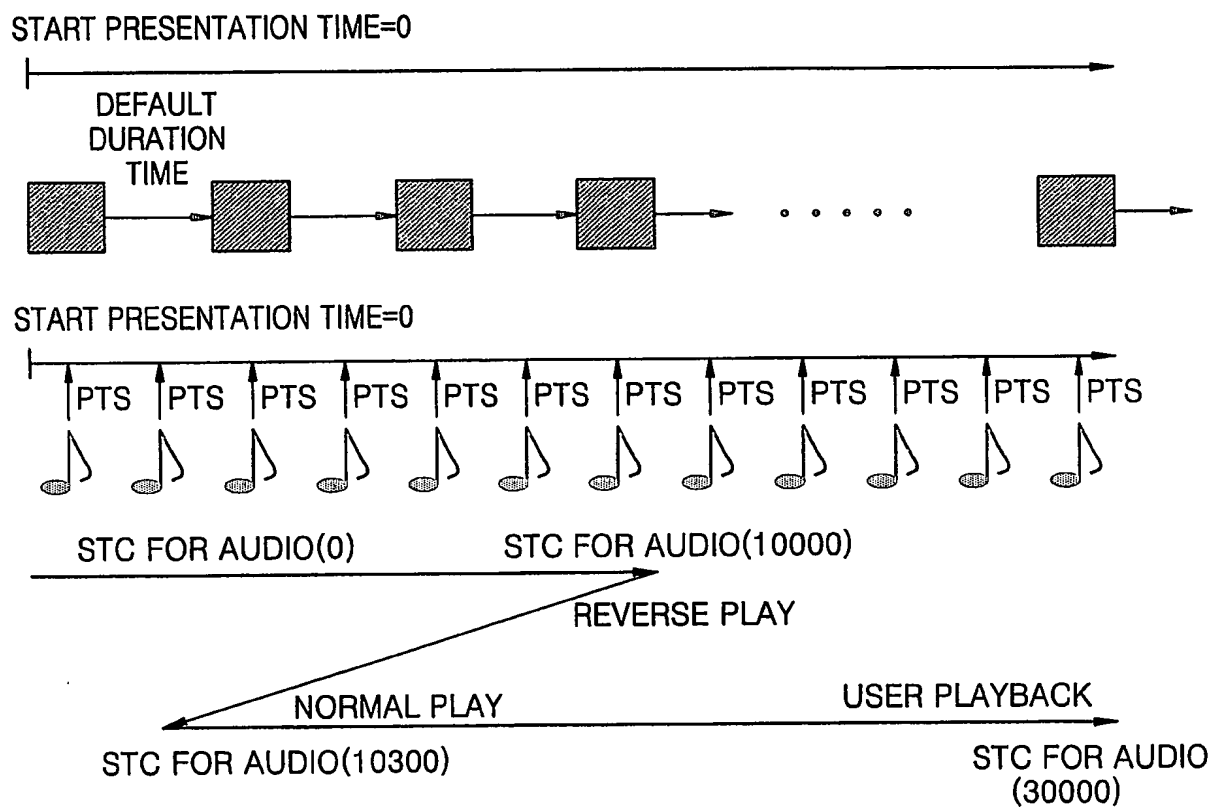 START PRESENTATION TIME=0
DEFAULT
DURATION
TIME
START PRESENTATION TIME=0
PTS PTS PTS PTS PTS PTS PTS PTS PTS PTS PTS PTS
STC FOR AUDIO(0) STC FOR AUDIO(10000)
REVERSE PLAY
NORMAL PLAY USER PLAYBACK
STC FOR AUDIO(10300) STC FOR AUDIO
(30000)